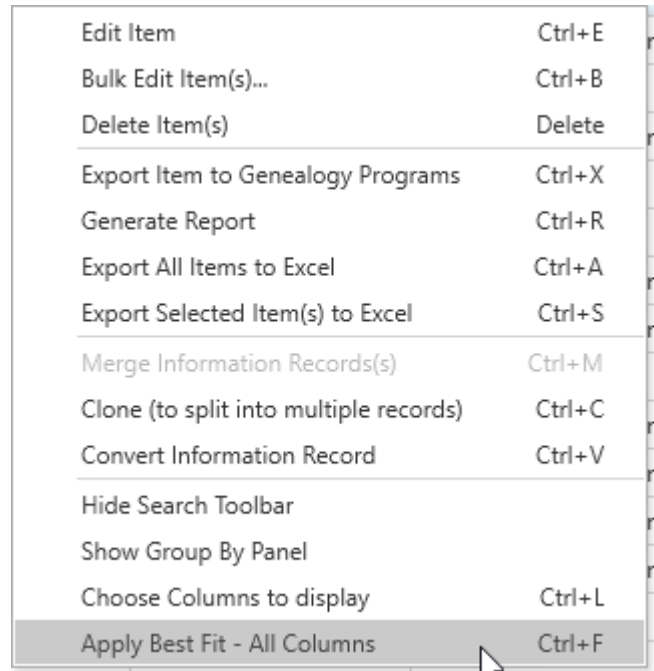 Edit Item Ctrl+E
Bulk Edit Item(s)... Ctrl+B
Delete Item(s) Delete
Export Item to Genealogy Programs Ctrl+X
Generate Report Ctrl+R
Export All Items to Excel Ctrl+A
Export Selected Item(s) to Excel Ctrl+S
Merge Information Records(s) Ctrl+M
Clone (to split into multiple records) Ctrl+C
Convert Information Record Ctrl+V
Hide Search Toolbar
Show Group By Panel
Choose Columns to display Ctrl+L
Apply Best Fit - All Columns Ctrl+F